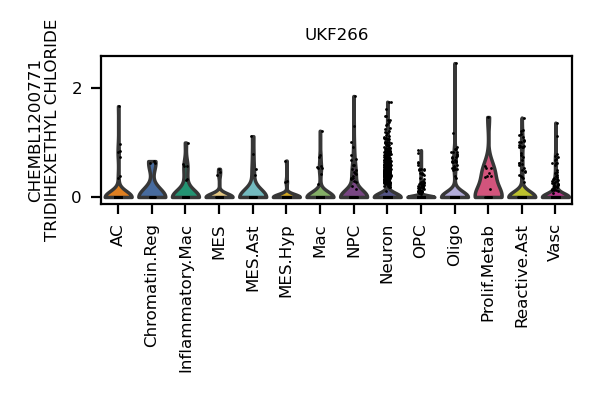 UKF266
CHEMBL1200771
TRIDIHEXETHYL CHLORIDE
2
0
AC
Chromatin.Reg
Inflammatory.Mac
MES
MES.Ast
MES.Hyp
Mac
NPC
Neuron
OPC
Oligo
Prolif.Metab
Reactive.Ast
Vasc